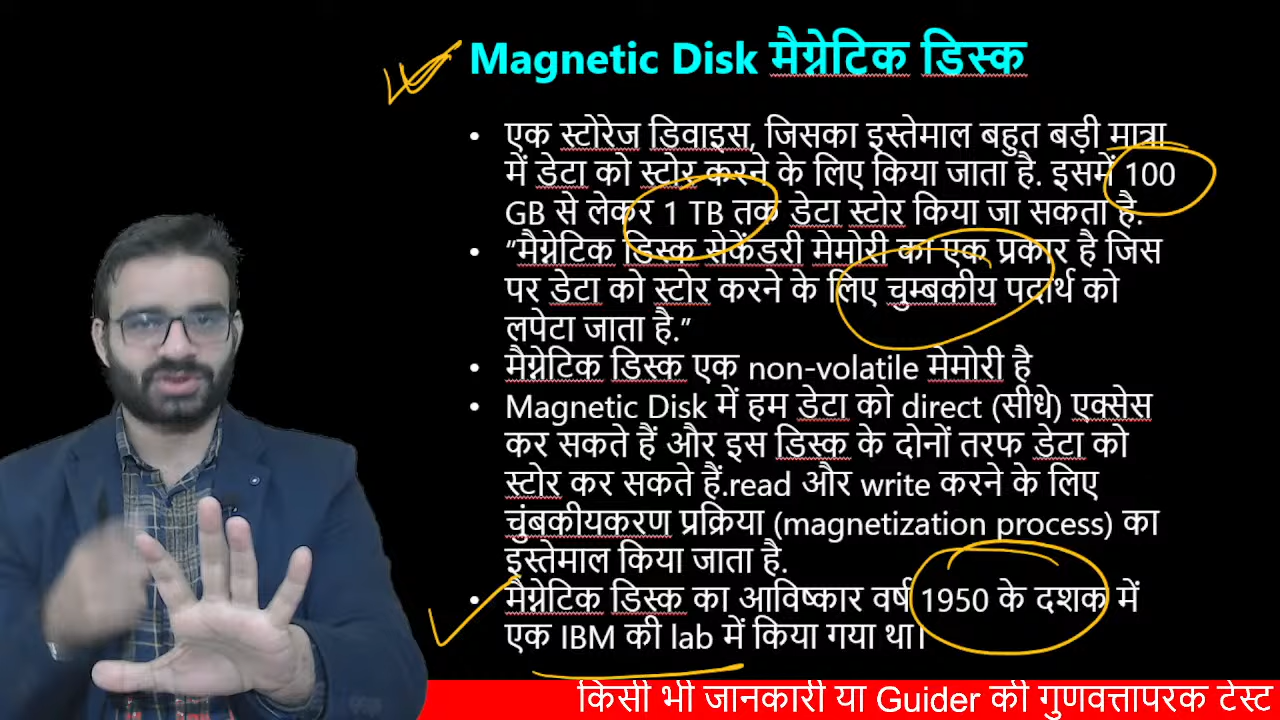 Magnetic Disk मैग्नेटिक डिस्क
• एक स्टोरेज डिवाइस, जिसका इस्तेमाल बहुत बड़ी मात्रा
में डेटा को स्टोर करने के लिए किया जाता है. इसमें 100
GB से लेकर 1 TB तक डेटा स्टोर किया जा सकता है.
• ”मैग्नेटिक डिस्क सेकेंडरी मेमोरी का एक प्रकार है जिस
पर डेटा को स्टोर करने के लिए चुम्बकीय पदार्थ को
लपेटा जाता है.”
• मैग्नेटिक डिस्क एक non-volatile मेमोरी है
• Magnetic Disk में हम डेटा को direct (सीधे) एक्सेस
कर सकते हैं और इस डिस्क के दोनों तरफ डेटा को
स्टोर कर सकते हैं.read और write करने के लिए
चुंबकीयकरण प्रक्रिया (magnetization process) का
इस्तेमाल किया जाता है.
• मैग्नेटिक डिस्क का आविष्कार वर्ष 1950 के दशक में
एक IBM की lab में किया गया था।
किसी भी जानकारी या Guider की गुणवत्तापरक टेस्ट